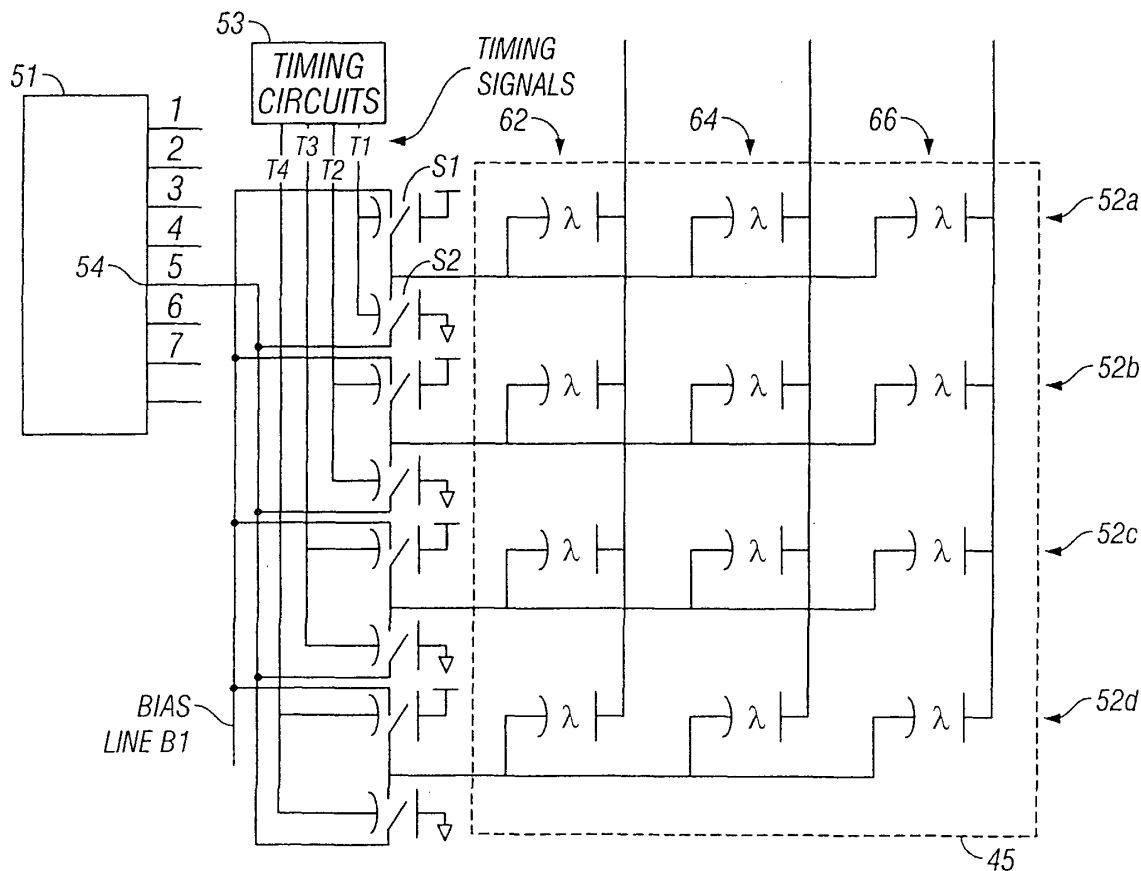 53
TIMING
CIRCUITS
TIMING
SIGNALS
51
1
2
3
4
5
6
7
54
T4
T3
T2
T1
S1
S2
62
64
66
λ λ λ
52a
λ λ λ
52b
λ λ λ
52c
λ λ λ
52d
BIAS
LINE B1
45